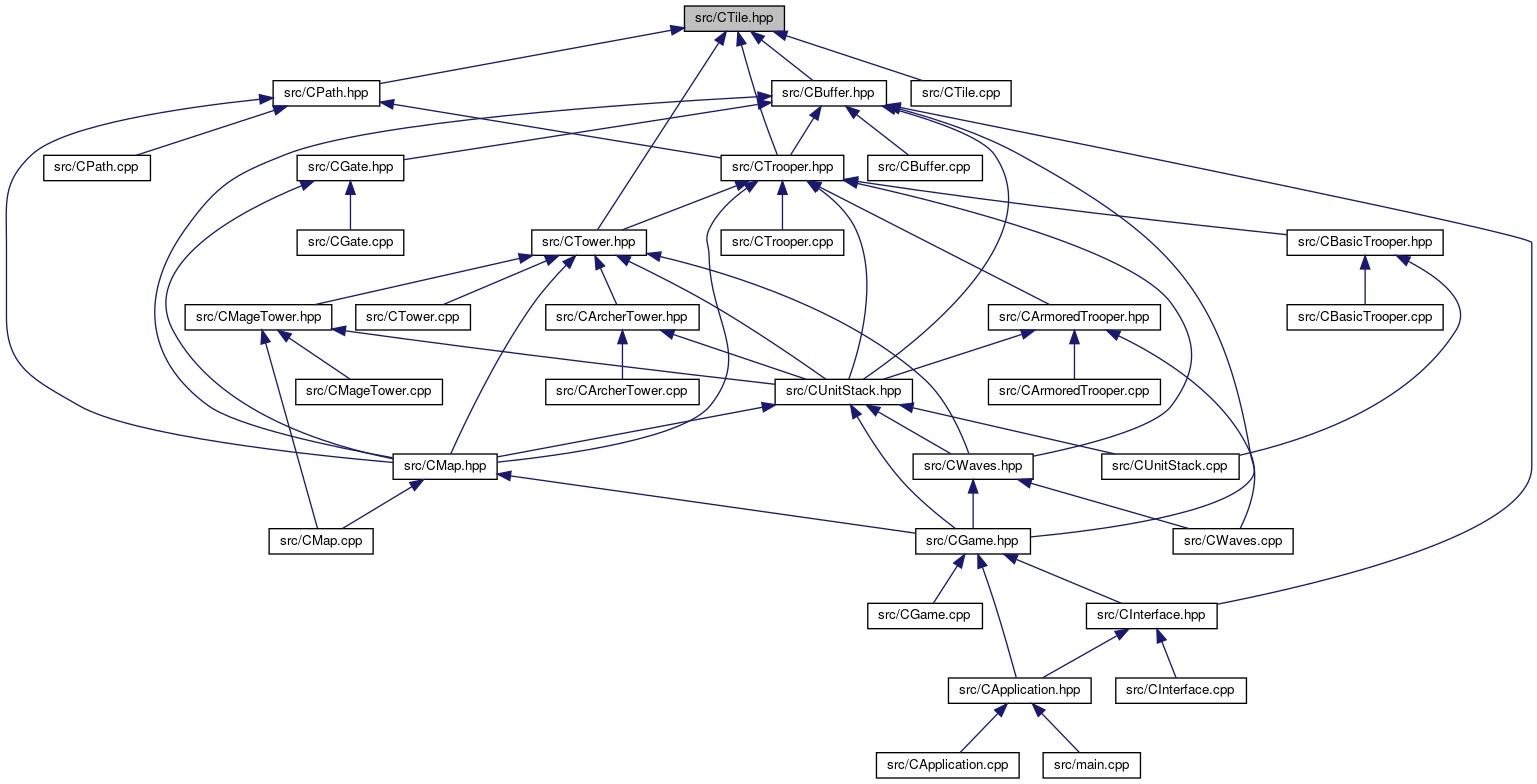 src/CTile.hpp
src/CPath.hpp
src/CBuffer.hpp
src/CTile.cpp
src/CPath.cpp
src/CGate.hpp
src/CTrooper.hpp
src/CBuffer.cpp
src/CGate.cpp
src/CTower.hpp
src/CTrooper.cpp
src/CBasicTrooper.hpp
src/CMageTower.hpp
src/CTower.cpp
src/CArcherTower.hpp
src/CArmoredTrooper.hpp
src/CBasicTrooper.cpp
src/CMageTower.cpp
src/CArcherTower.cpp
src/CUnitStack.hpp
src/CArmoredTrooper.cpp
src/CMap.hpp
src/CWaves.hpp
src/CUnitStack.cpp
src/CMap.cpp
src/CGame.hpp
src/CWaves.cpp
src/CGame.cpp
src/CInterface.hpp
src/CApplication.hpp
src/CInterface.cpp
src/CApplication.cpp
src/main.cpp